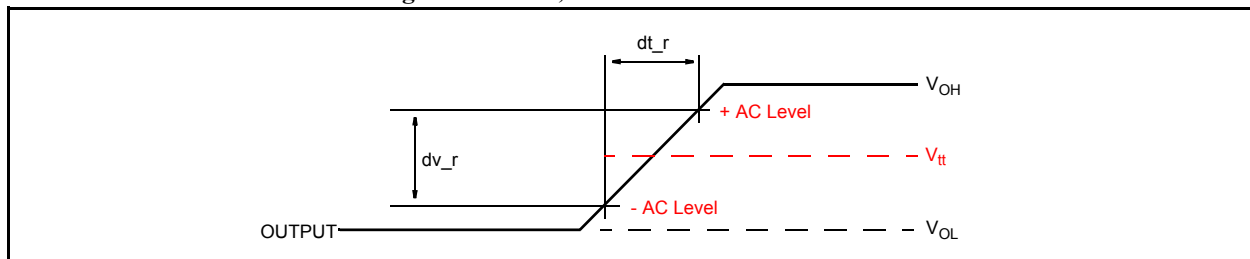 dt_r
V_OH
+ AC Level
dv_r
V_tt
- AC Level
OUTPUT
V_OL